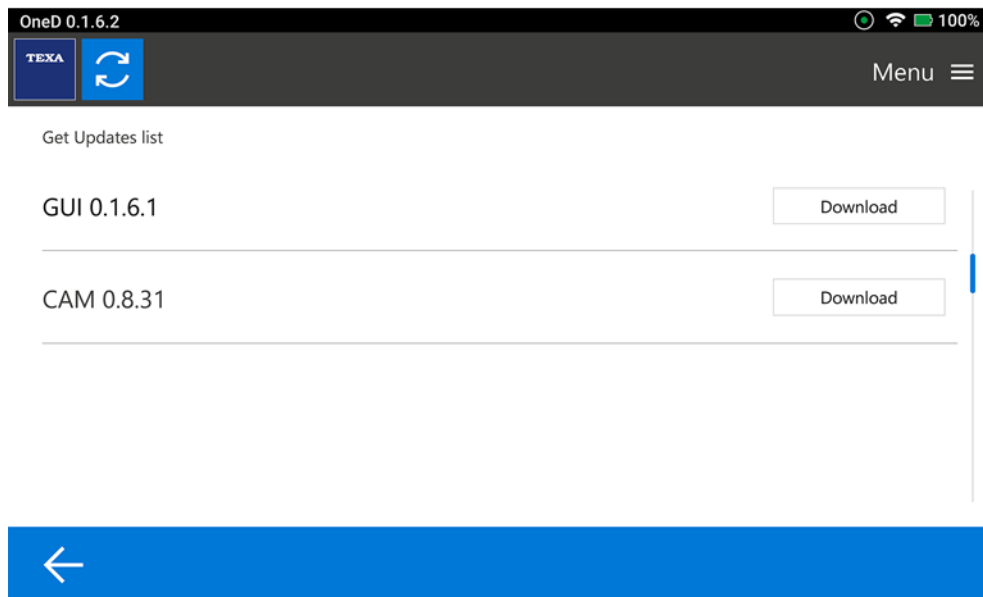 OneD 0.1.6.2
100%
TEXA
Menu
Get Updates list
GUI 0.1.6.1
Download
CAM 0.8.31
Download